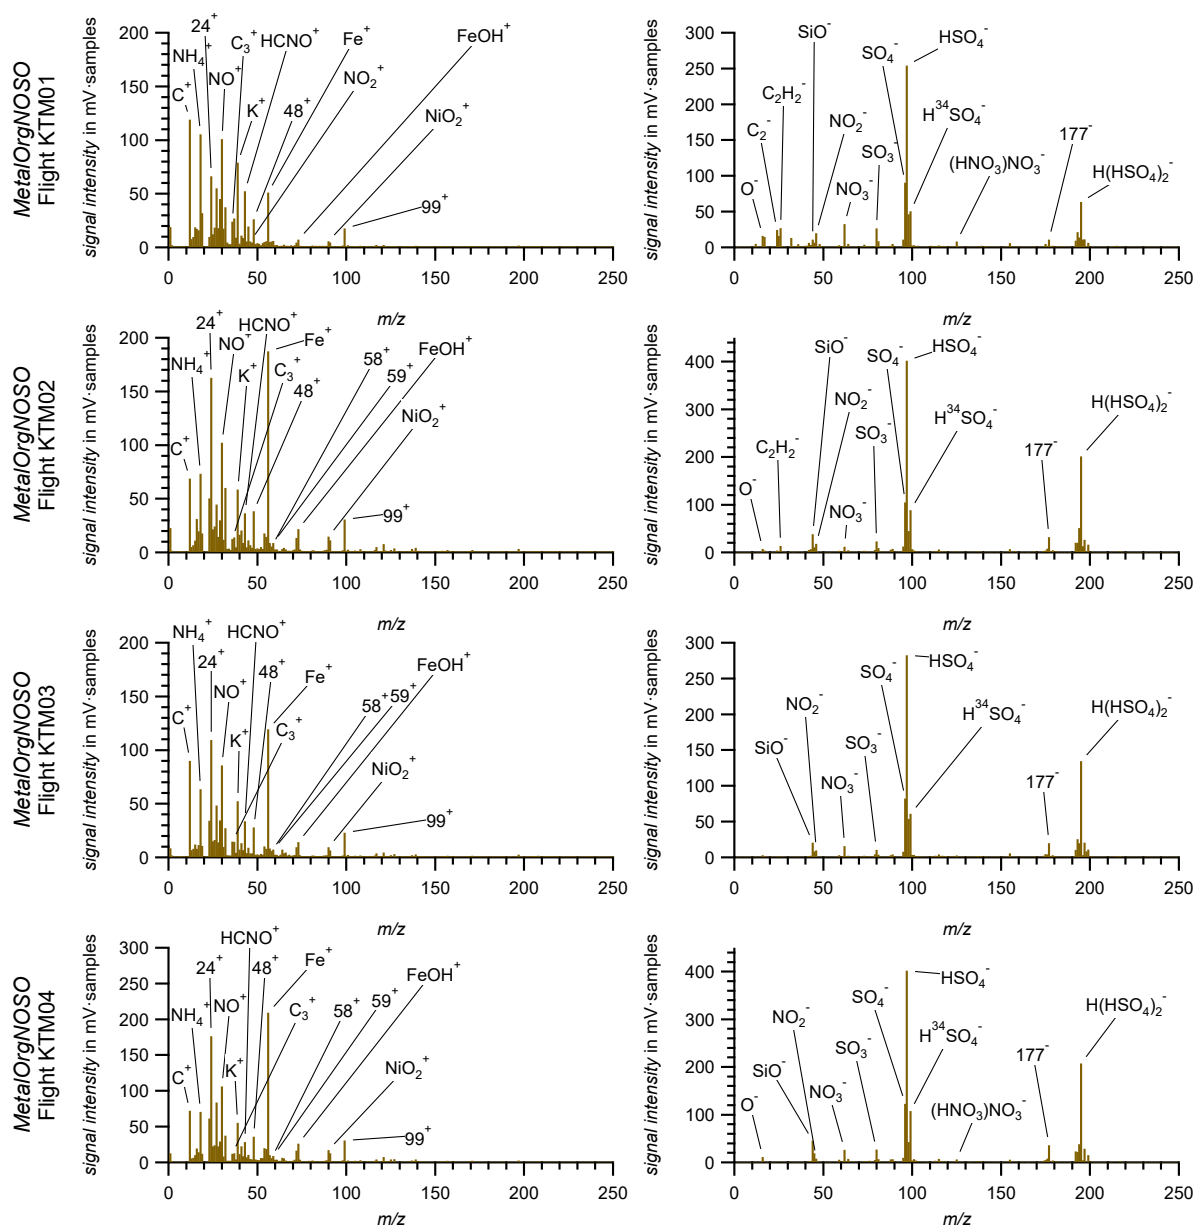 MetalOrgNOSO
Flight KTM01
signal intensity in mV·samples
200
150
100
50
0
C⁺
NH₄⁺
24⁺
NO⁺
C₃⁺
K⁺
HCNO⁺
48⁺
Fe⁺
NO₂⁺
FeOH⁺
NiO₂⁺
99⁺
0 50 100 150 200 250
m/z
signal intensity in mV·samples
300
250
200
150
100
50
0
O⁻
C₂⁻
C₂H₂⁻
SiO⁻
NO₂⁻
NO₃⁻
SO₃⁻
SO₄⁻
HSO₄⁻
H³⁴SO₄⁻
(HNO₃)NO₃⁻
177⁻
H(HSO₄)₂⁻
0 50 100 150 200 250
m/z
MetalOrgNOSO
Flight KTM02
signal intensity in mV·samples
200
150
100
50
0
C⁺
NH₄⁺
24⁺
NO⁺
HCNO⁺
K⁺
Fe⁺
C₃⁺
48⁺
58⁺
59⁺
FeOH⁺
NiO₂⁺
99⁺
0 50 100 150 200 250
m/z
signal intensity in mV·samples
400
300
200
100
0
O⁻
C₂H₂⁻
SiO⁻
NO₂⁻
NO₃⁻
SO₃⁻
SO₄⁻
HSO₄⁻
H³⁴SO₄⁻
177⁻
H(HSO₄)₂⁻
0 50 100 150 200 250
m/z
MetalOrgNOSO
Flight KTM03
signal intensity in mV·samples
200
150
100
50
0
C⁺
NH₄⁺
24⁺
NO⁺
HCNO⁺
K⁺
48⁺
Fe⁺
C₃⁺
58⁺
59⁺
FeOH⁺
NiO₂⁺
99⁺
0 50 100 150 200 250
m/z
signal intensity in mV·samples
300
250
200
150
100
50
0
SiO⁻
NO₂⁻
NO₃⁻
SO₃⁻
SO₄⁻
HSO₄⁻
H³⁴SO₄⁻
177⁻
H(HSO₄)₂⁻
0 50 100 150 200 250
m/z
MetalOrgNOSO
Flight KTM04
signal intensity in mV·samples
300
250
200
150
100
50
0
C⁺
NH₄⁺
24⁺
NO⁺
HCNO⁺
K⁺
48⁺
Fe⁺
C₃⁺
58⁺
59⁺
FeOH⁺
NiO₂⁺
99⁺
0 50 100 150 200 250
m/z
signal intensity in mV·samples
400
300
200
100
0
O⁻
SiO⁻
NO₂⁻
NO₃⁻
SO₃⁻
SO₄⁻
HSO₄⁻
H³⁴SO₄⁻
(HNO₃)NO₃⁻
177⁻
H(HSO₄)₂⁻
0 50 100 150 200 250
m/z